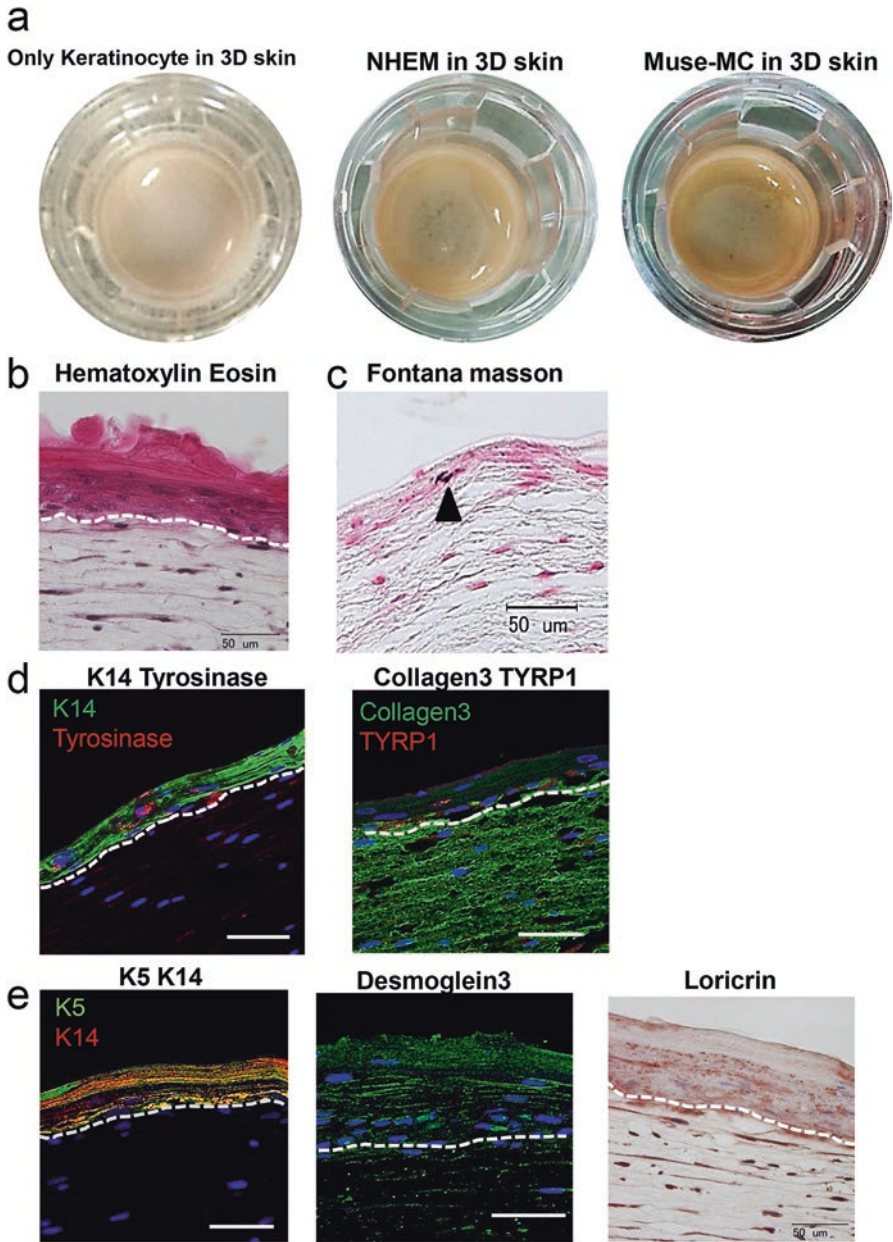 a
Only Keratinocyte in 3D skin
NHEM in 3D skin
Muse-MC in 3D skin
b
Hematoxylin Eosin
50 um
c
Fontana masson
50 um
d
K14 Tyrosinase
K14
Tyrosinase
Collagen3 TYRP1
Collagen3
TYRP1
e
K5 K14
K5
K14
Desmoglein3
Loricrin
50 um